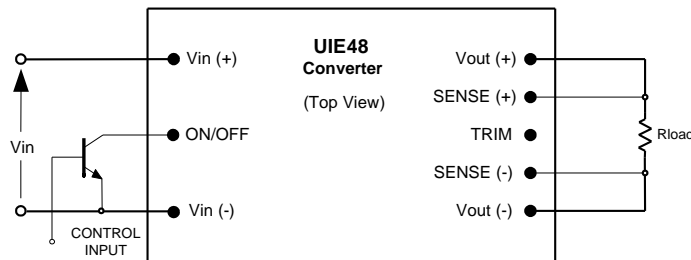 UIE48
Converter
(Top View)
Vin (+)
Vout (+)
SENSE (+)
ON/OFF
TRIM
Rload
Vin
SENSE (-)
Vin (-)
Vout (-)
CONTROL
INPUT